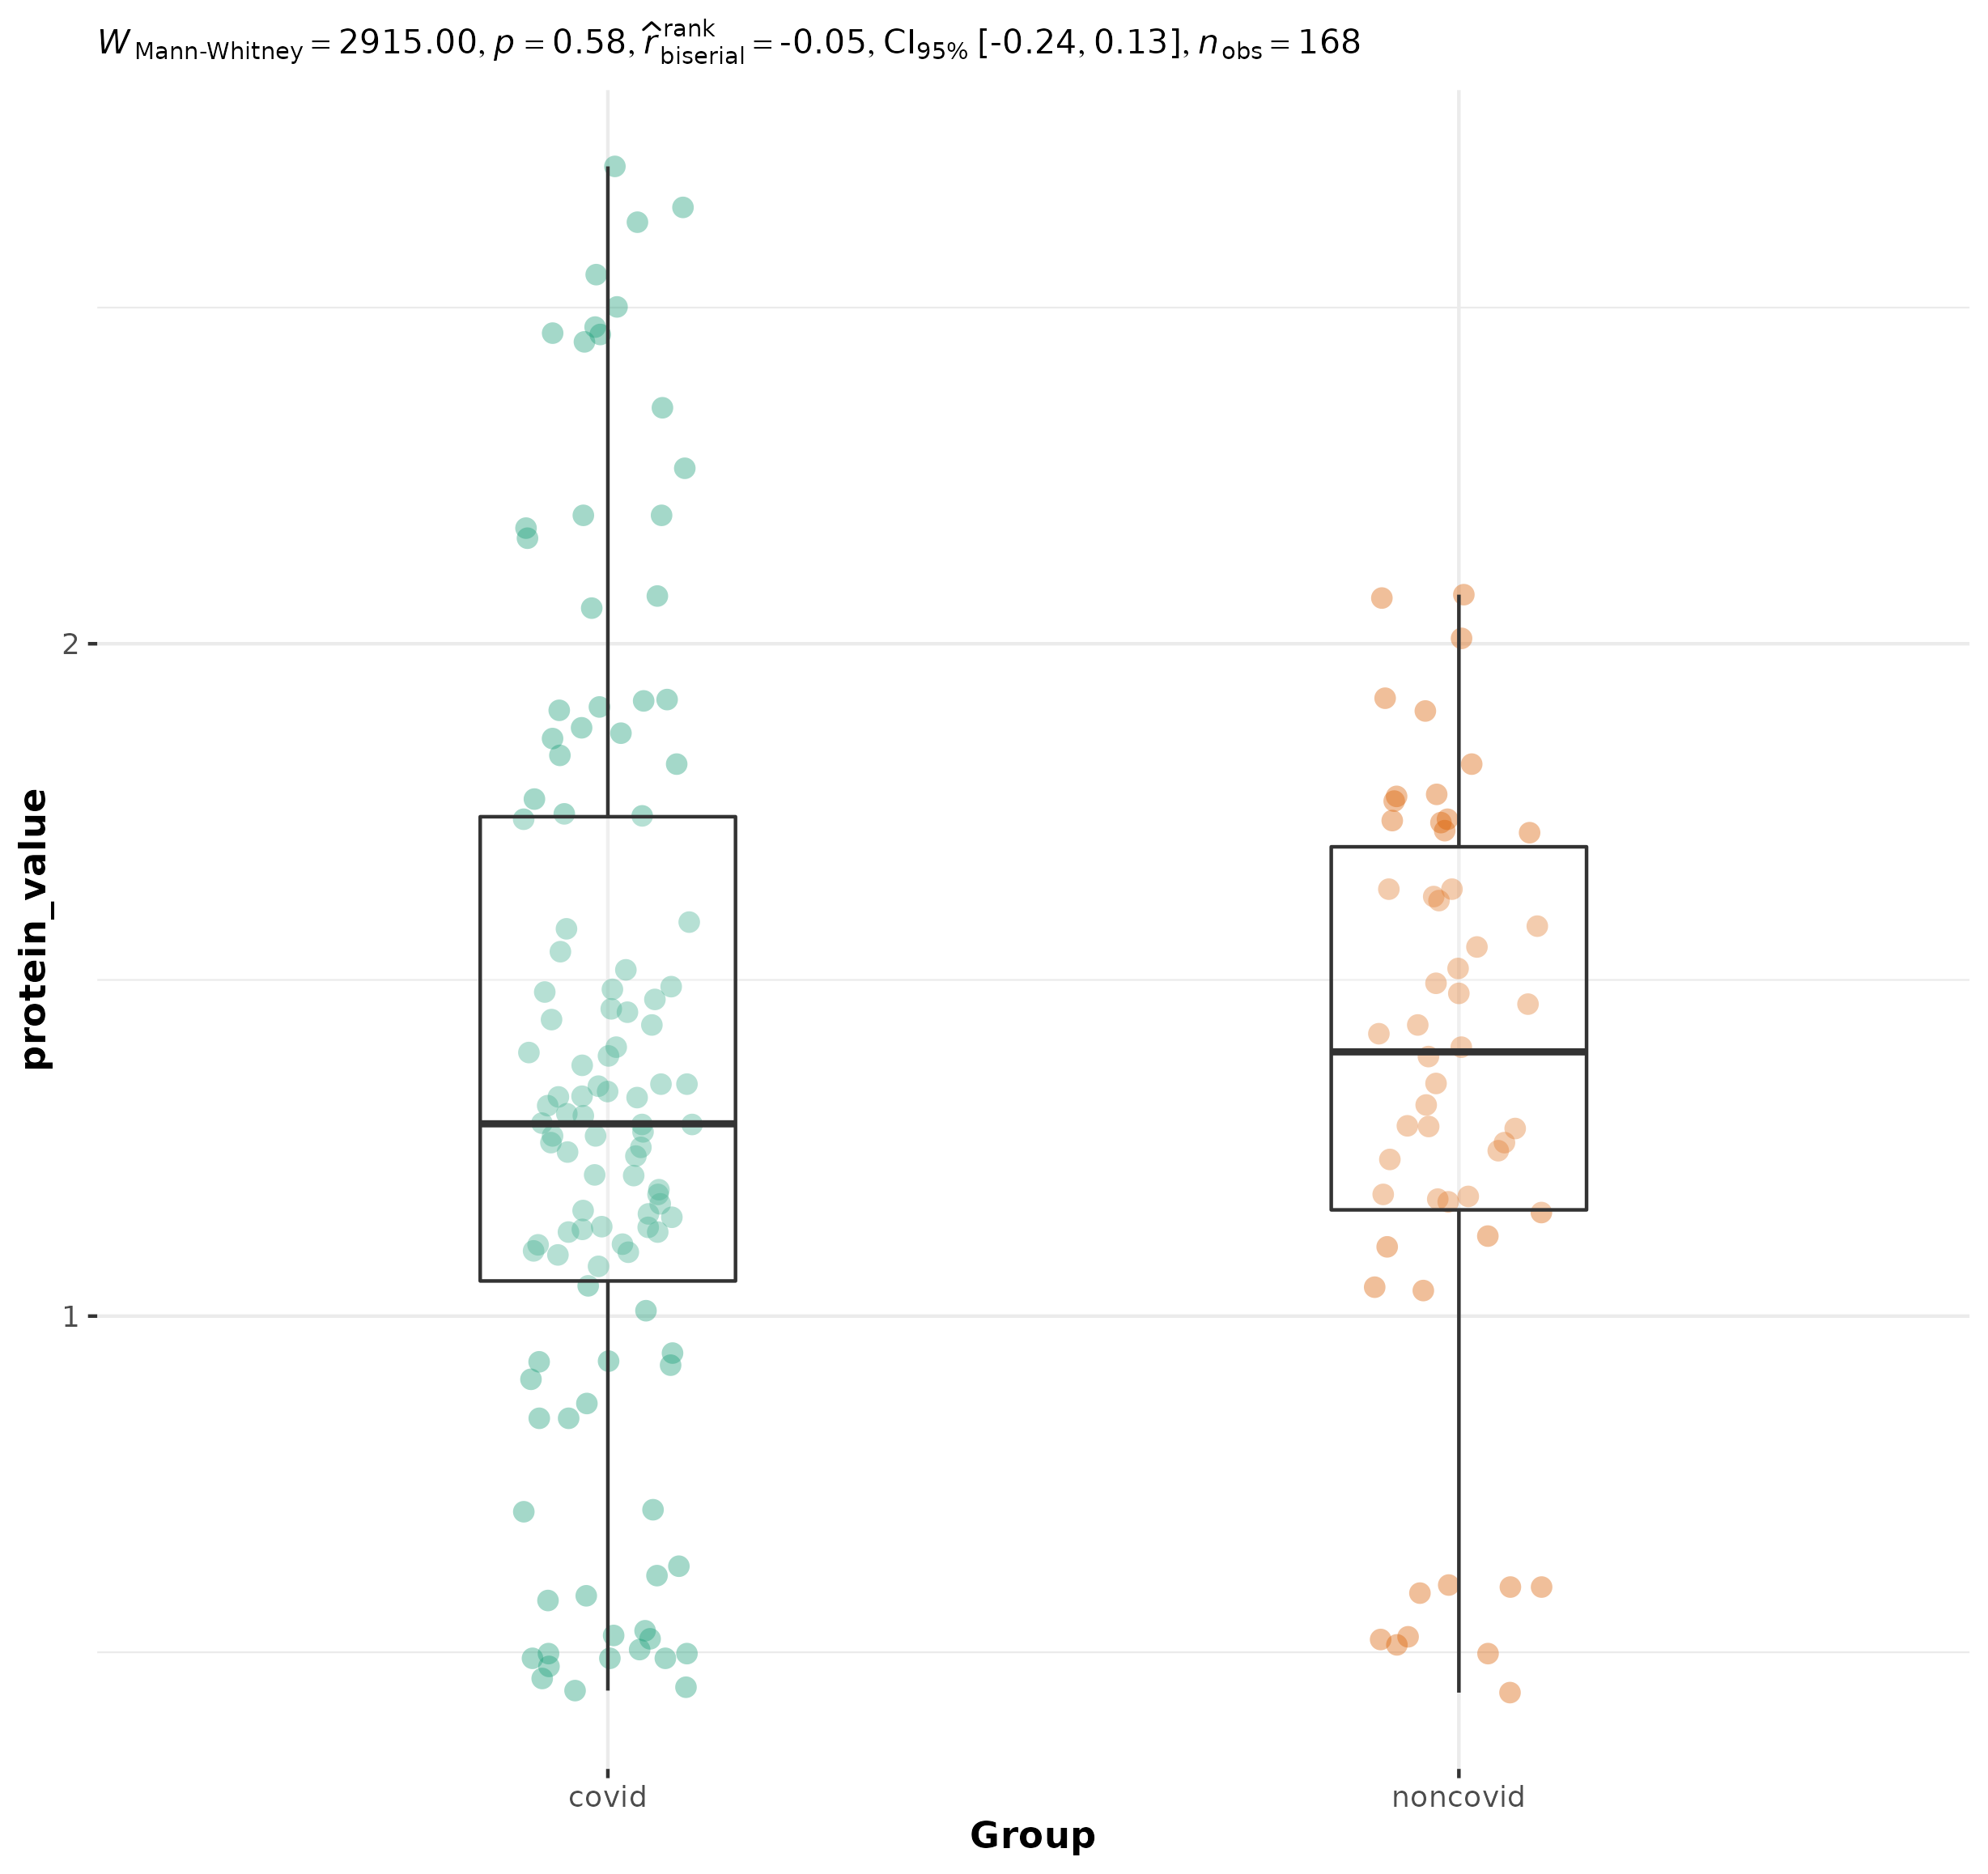 W Mann-Whitney = 2915.00, p = 0.58, r̂ rank biserial = -0.05, CI95% [-0.24, 0.13], nobs = 168
protein_value
2
1
covid noncovid
Group